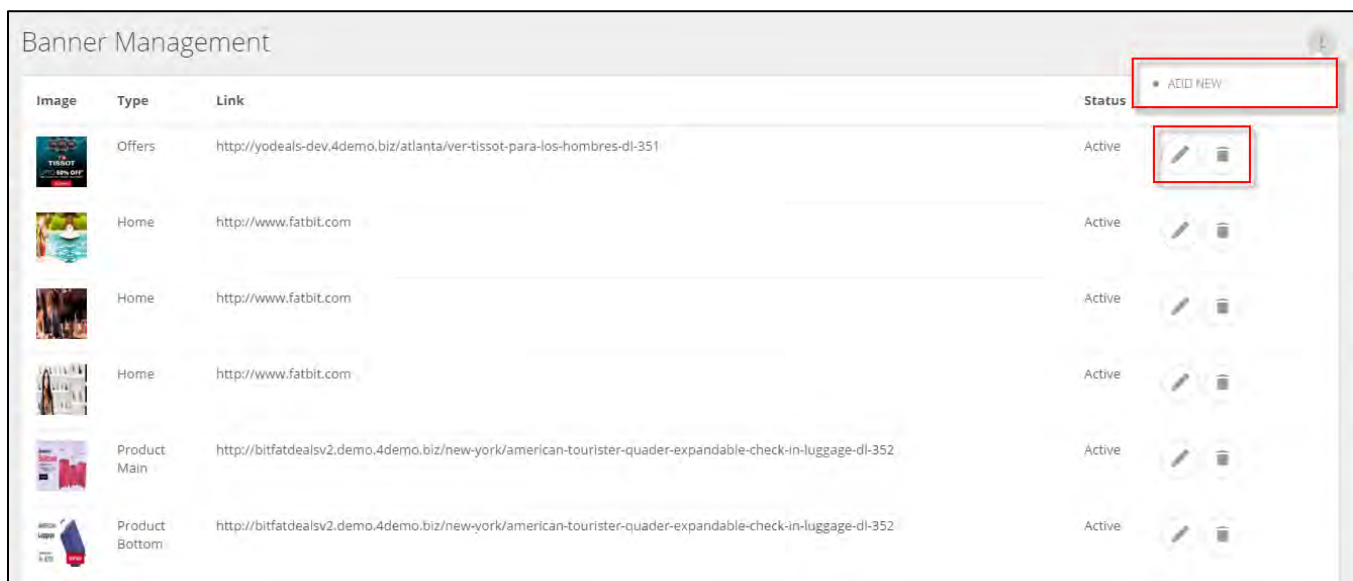 Banner Management
ADD NEW
Image Type Link Status
Offers http://yodeals-dev.4demo.biz/atlanta/ver-tissot-para-los-hombres-dl-351 Active
TISSOT
UPTO 50% OFF*
Home http://www.fatbit.com Active
Home http://www.fatbit.com Active
Home http://www.fatbit.com Active
Product http://bitfatdealsv2.demo.4demo.biz/new-york/american-tourister-quader-expandable-check-in-luggage-dl-352 Active
Main
Product http://bitfatdealsv2.demo.4demo.biz/new-york/american-tourister-quader-expandable-check-in-luggage-dl-352 Active
Bottom